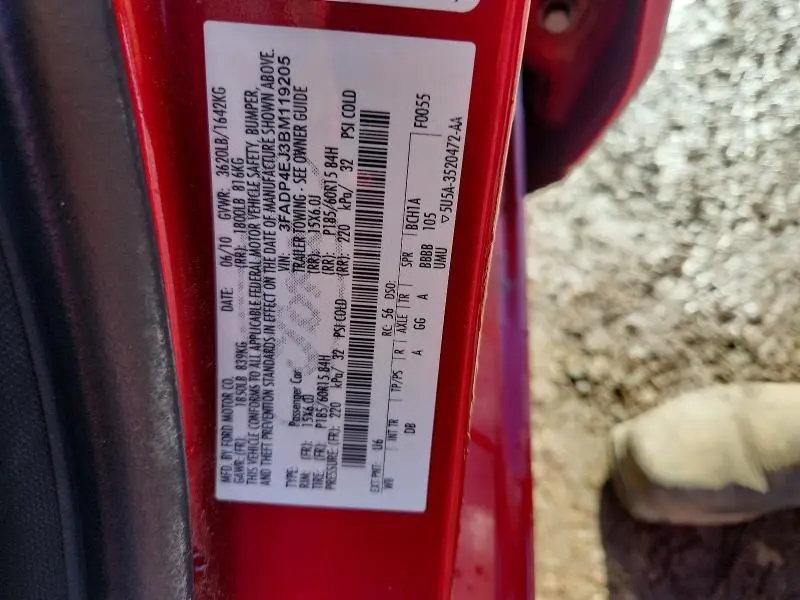 MFD. BY FORD MOTOR CO.
DATE: 06/10 GVWR: 3620LB/1642KG
GAWR: (FR): 1850LB 839KG (RR): 1800LB 816KG
THIS VEHICLE CONFORMS TO ALL APPLICABLE FEDERAL MOTOR VEHICLE SAFETY, BUMPER,
AND THEFT PREVENTION STANDARDS IN EFFECT ON THE DATE OF MANUFACTURE SHOWN ABOVE.
VIN: 3FADP4EJ3BM119205
TYPE: Passenger Car TRAILER TOWING - SEE OWNER GUIDE
RIM: (FR): 15X6.0J (RR): 15X6.0J
TIRE: (FR): P185/60R15 84H (RR): P185/60R15 84H
PRESSURE (FR): 220 kPa/ 32 PSI COLD (RR): 220 kPa/ 32 PSI COLD
EXT PNT: U6 RC: 56 DSO: F0055
WB INT TR TP/PS R AXLE TR SPR BCH1A
DB A GG A BBBB 105
UMU 5U5A-3520472-AA